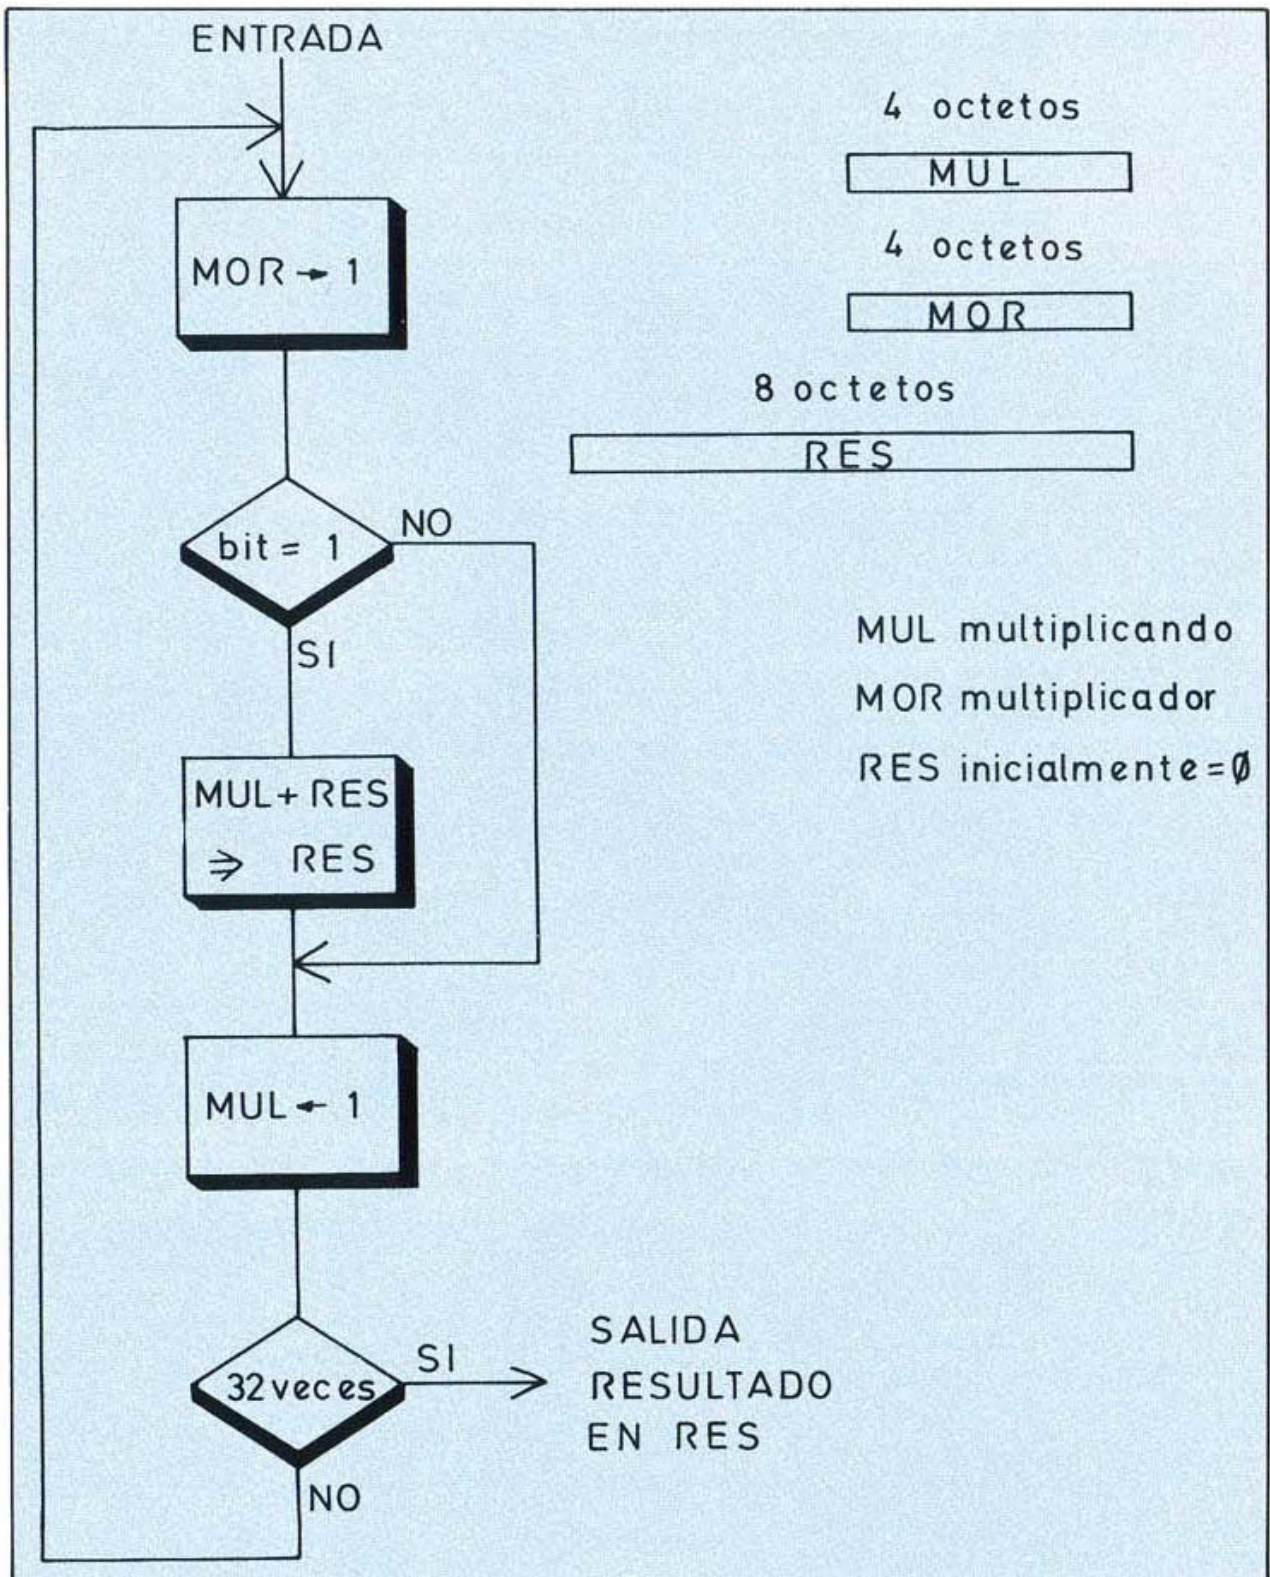 ENTRADA
MOR → 1
bit = 1
NO
SI
MUL + RES
⇒ RES
MUL ← 1
32 veces
SI
NO
SALIDA
RESULTADO
EN RES
4 octetos
MUL
4 octetos
MOR
8 octetos
RES
MUL multiplicando
MOR multiplicador
RES inicialmente = Ø